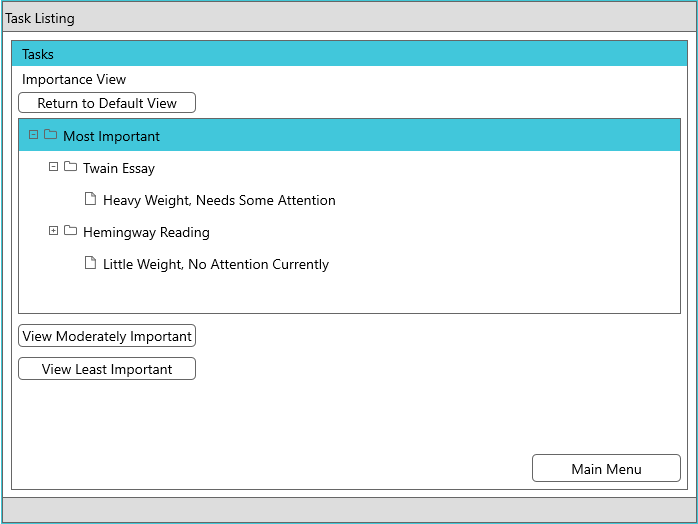 Task Listing
Tasks
Importance View
Return to Default View
Most Important
Twain Essay
Heavy Weight, Needs Some Attention
Hemingway Reading
Little Weight, No Attention Currently
View Moderately Important
View Least Important
Main Menu